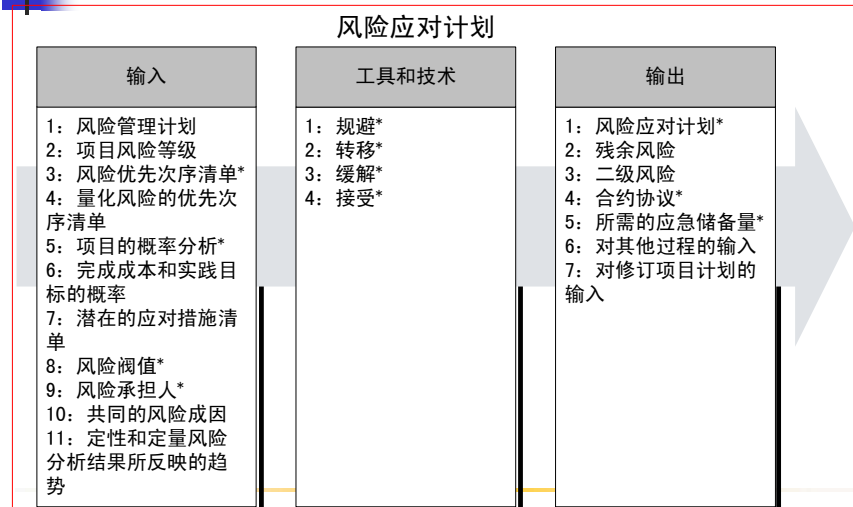 风险应对计划
输入
1：风险管理计划
2：项目风险等级
3：风险优先次序清单*
4：量化风险的优先次
序清单
5：项目的概率分析*
6：完成成本和实践目
标的概率
7：潜在的应对措施清
单
8：风险阀值*
9：风险承担人*
10：共同的风险成因
11：定性和定量风险
分析结果所反映的趋
势
工具和技术
1：规避*
2：转移*
3：缓解*
4：接受*
输出
1：风险应对计划*
2：残余风险
3：二级风险
4：合约协议*
5：所需的应急储备量*
6：对其他过程的输入
7：对修订项目计划的
输入